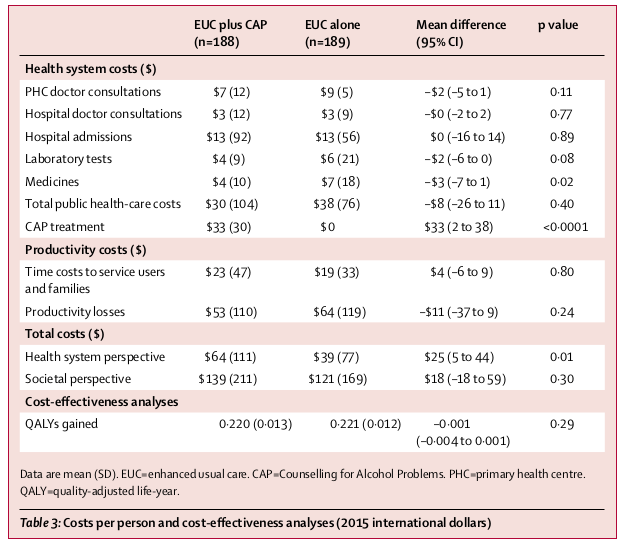 EUC plus CAP (n=188) EUC alone (n=189) Mean difference (95% CI) p value
Health system costs ($)
PHC doctor consultations $7 (12) $9 (5) –$2 (–5 to 1) 0·11
Hospital doctor consultations $3 (12) $3 (9) –$0 (–2 to 2) 0·77
Hospital admissions $13 (92) $13 (56) $0 (–16 to 14) 0·89
Laboratory tests $4 (9) $6 (21) –$2 (–6 to 0) 0·08
Medicines $4 (10) $7 (18) –$3 (–7 to 1) 0·02
Total public health-care costs $30 (104) $38 (76) –$8 (–26 to 11) 0·40
CAP treatment $33 (30) $0 $33 (2 to 38) <0·0001
Productivity costs ($)
Time costs to service users and families $23 (47) $19 (33) $4 (–6 to 9) 0·80
Productivity losses $53 (110) $64 (119) –$11 (–37 to 9) 0·24
Total costs ($)
Health system perspective $64 (111) $39 (77) $25 (5 to 44) 0·01
Societal perspective $139 (211) $121 (169) $18 (–18 to 59) 0·30
Cost-effectiveness analyses
QALYs gained 0·220 (0·013) 0·221 (0·012) –0·001 (–0·004 to 0·001) 0·29
Data are mean (SD). EUC=enhanced usual care. CAP=Counselling for Alcohol Problems. PHC=primary health centre.
QALY=quality-adjusted life-year.
Table 3: Costs per person and cost-effectiveness analyses (2015 international dollars)